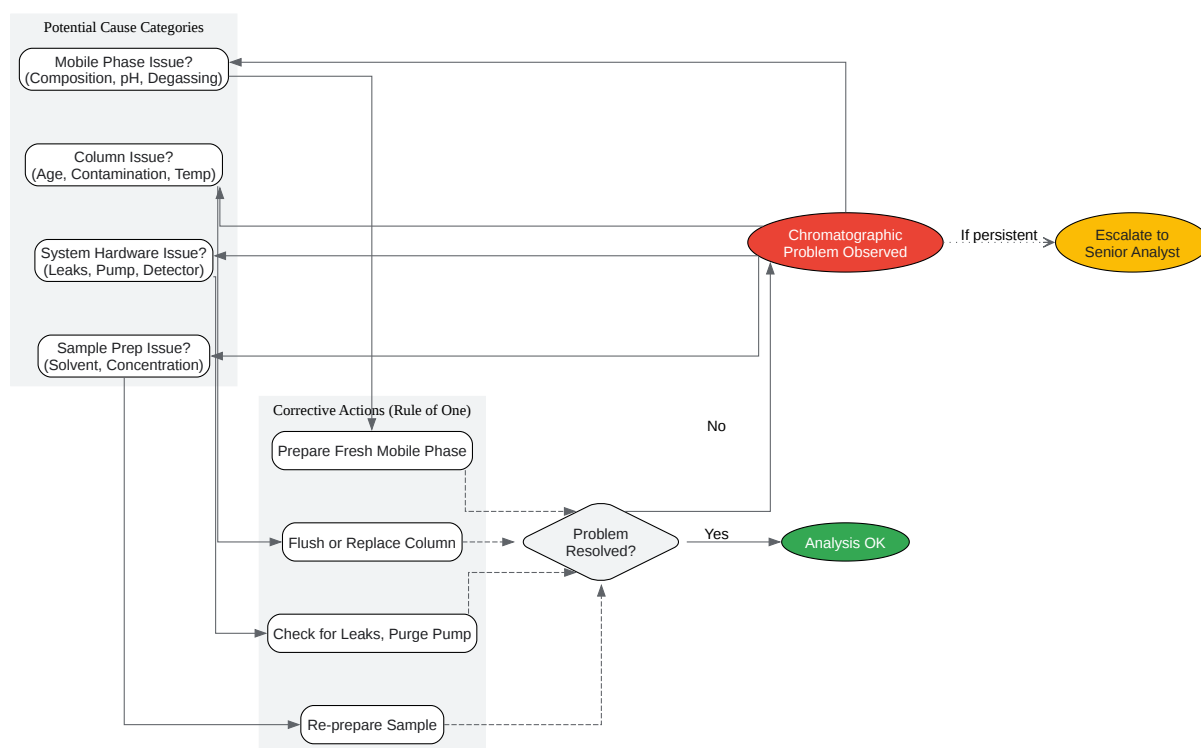 Potential Cause Categories
Mobile Phase Issue?
(Composition, pH, Degassing)
Column Issue?
(Age, Contamination, Temp)
System Hardware Issue?
(Leaks, Pump, Detector)
Sample Prep Issue?
(Solvent, Concentration)
Chromatographic
Problem Observed
If persistent
Escalate to
Senior Analyst
Corrective Actions (Rule of One)
Prepare Fresh Mobile Phase
Flush or Replace Column
Check for Leaks, Purge Pump
Re-prepare Sample
Problem
Resolved?
No
Yes
Analysis OK